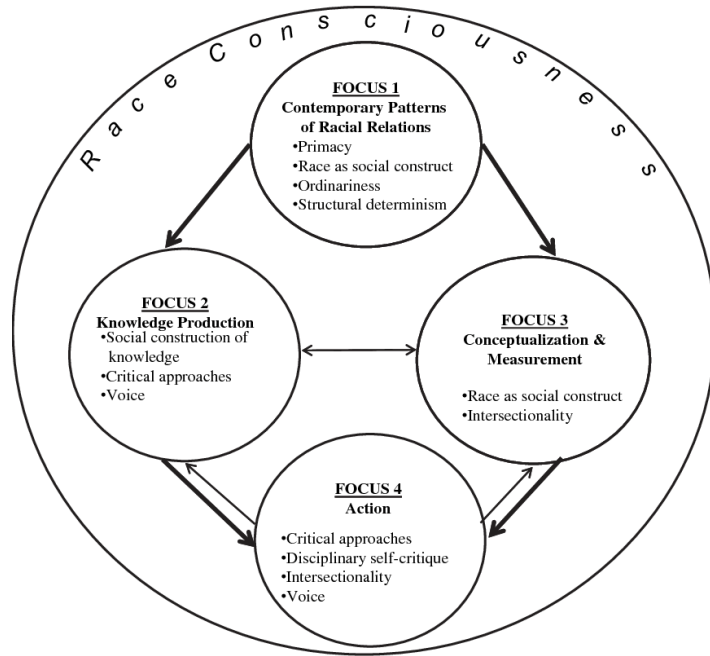 Race Consciousness
FOCUS 1
Contemporary Patterns
of Racial Relations
•Primacy
•Race as social construct
•Ordinariness
•Structural determinism
FOCUS 2
Knowledge Production
•Social construction of
knowledge
•Critical approaches
•Voice
FOCUS 3
Conceptualization &
Measurement
•Race as social construct
•Intersectionality
FOCUS 4
Action
•Critical approaches
•Disciplinary self-critique
•Intersectionality
•Voice